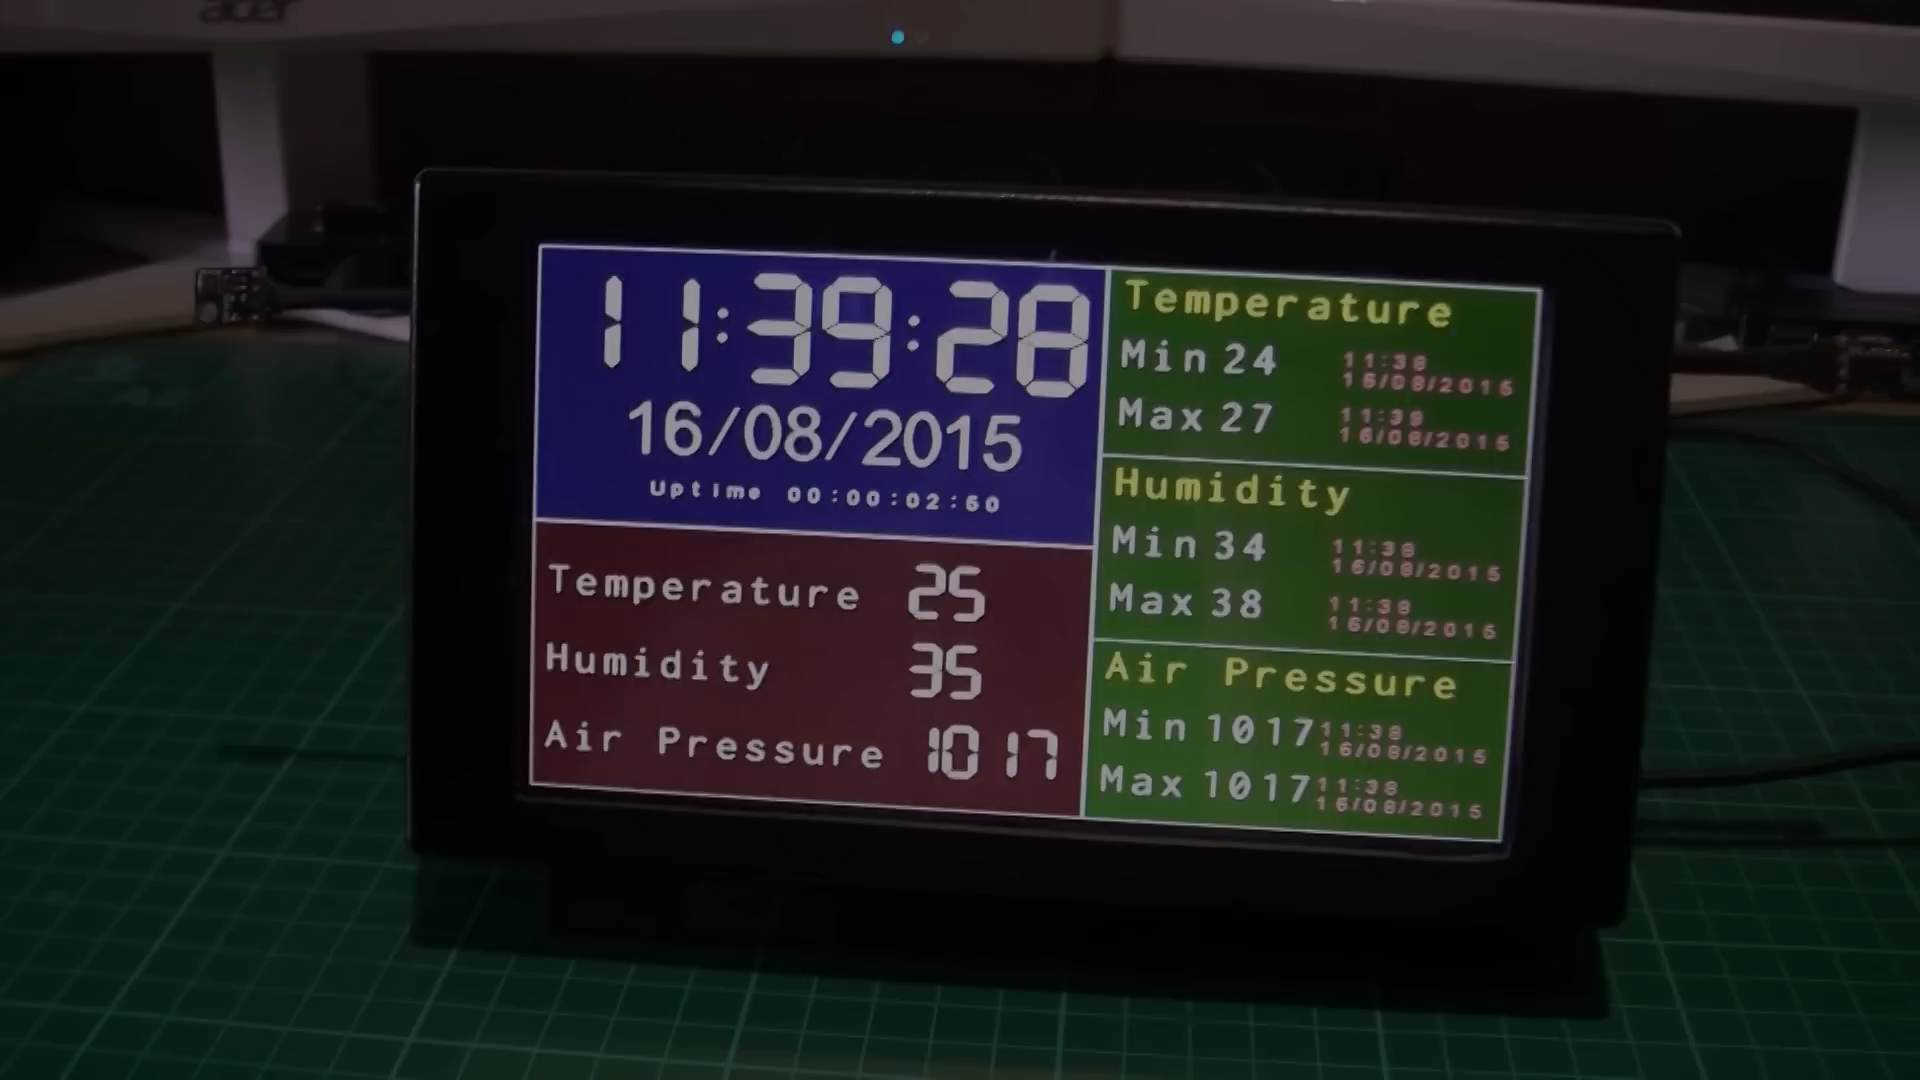 acer
11:39:28
16/08/2015
Uptime 00:00:02:50
Temperature 25
Humidity 35
Air Pressure 1017
Temperature
Min 24 11:38
16/08/2015
Max 27 11:39
16/08/2015
Humidity
Min 34 11:38
16/08/2015
Max 38 11:38
16/08/2015
Air Pressure
Min 1017 11:38
16/08/2015
Max 1017 11:38
16/08/2015